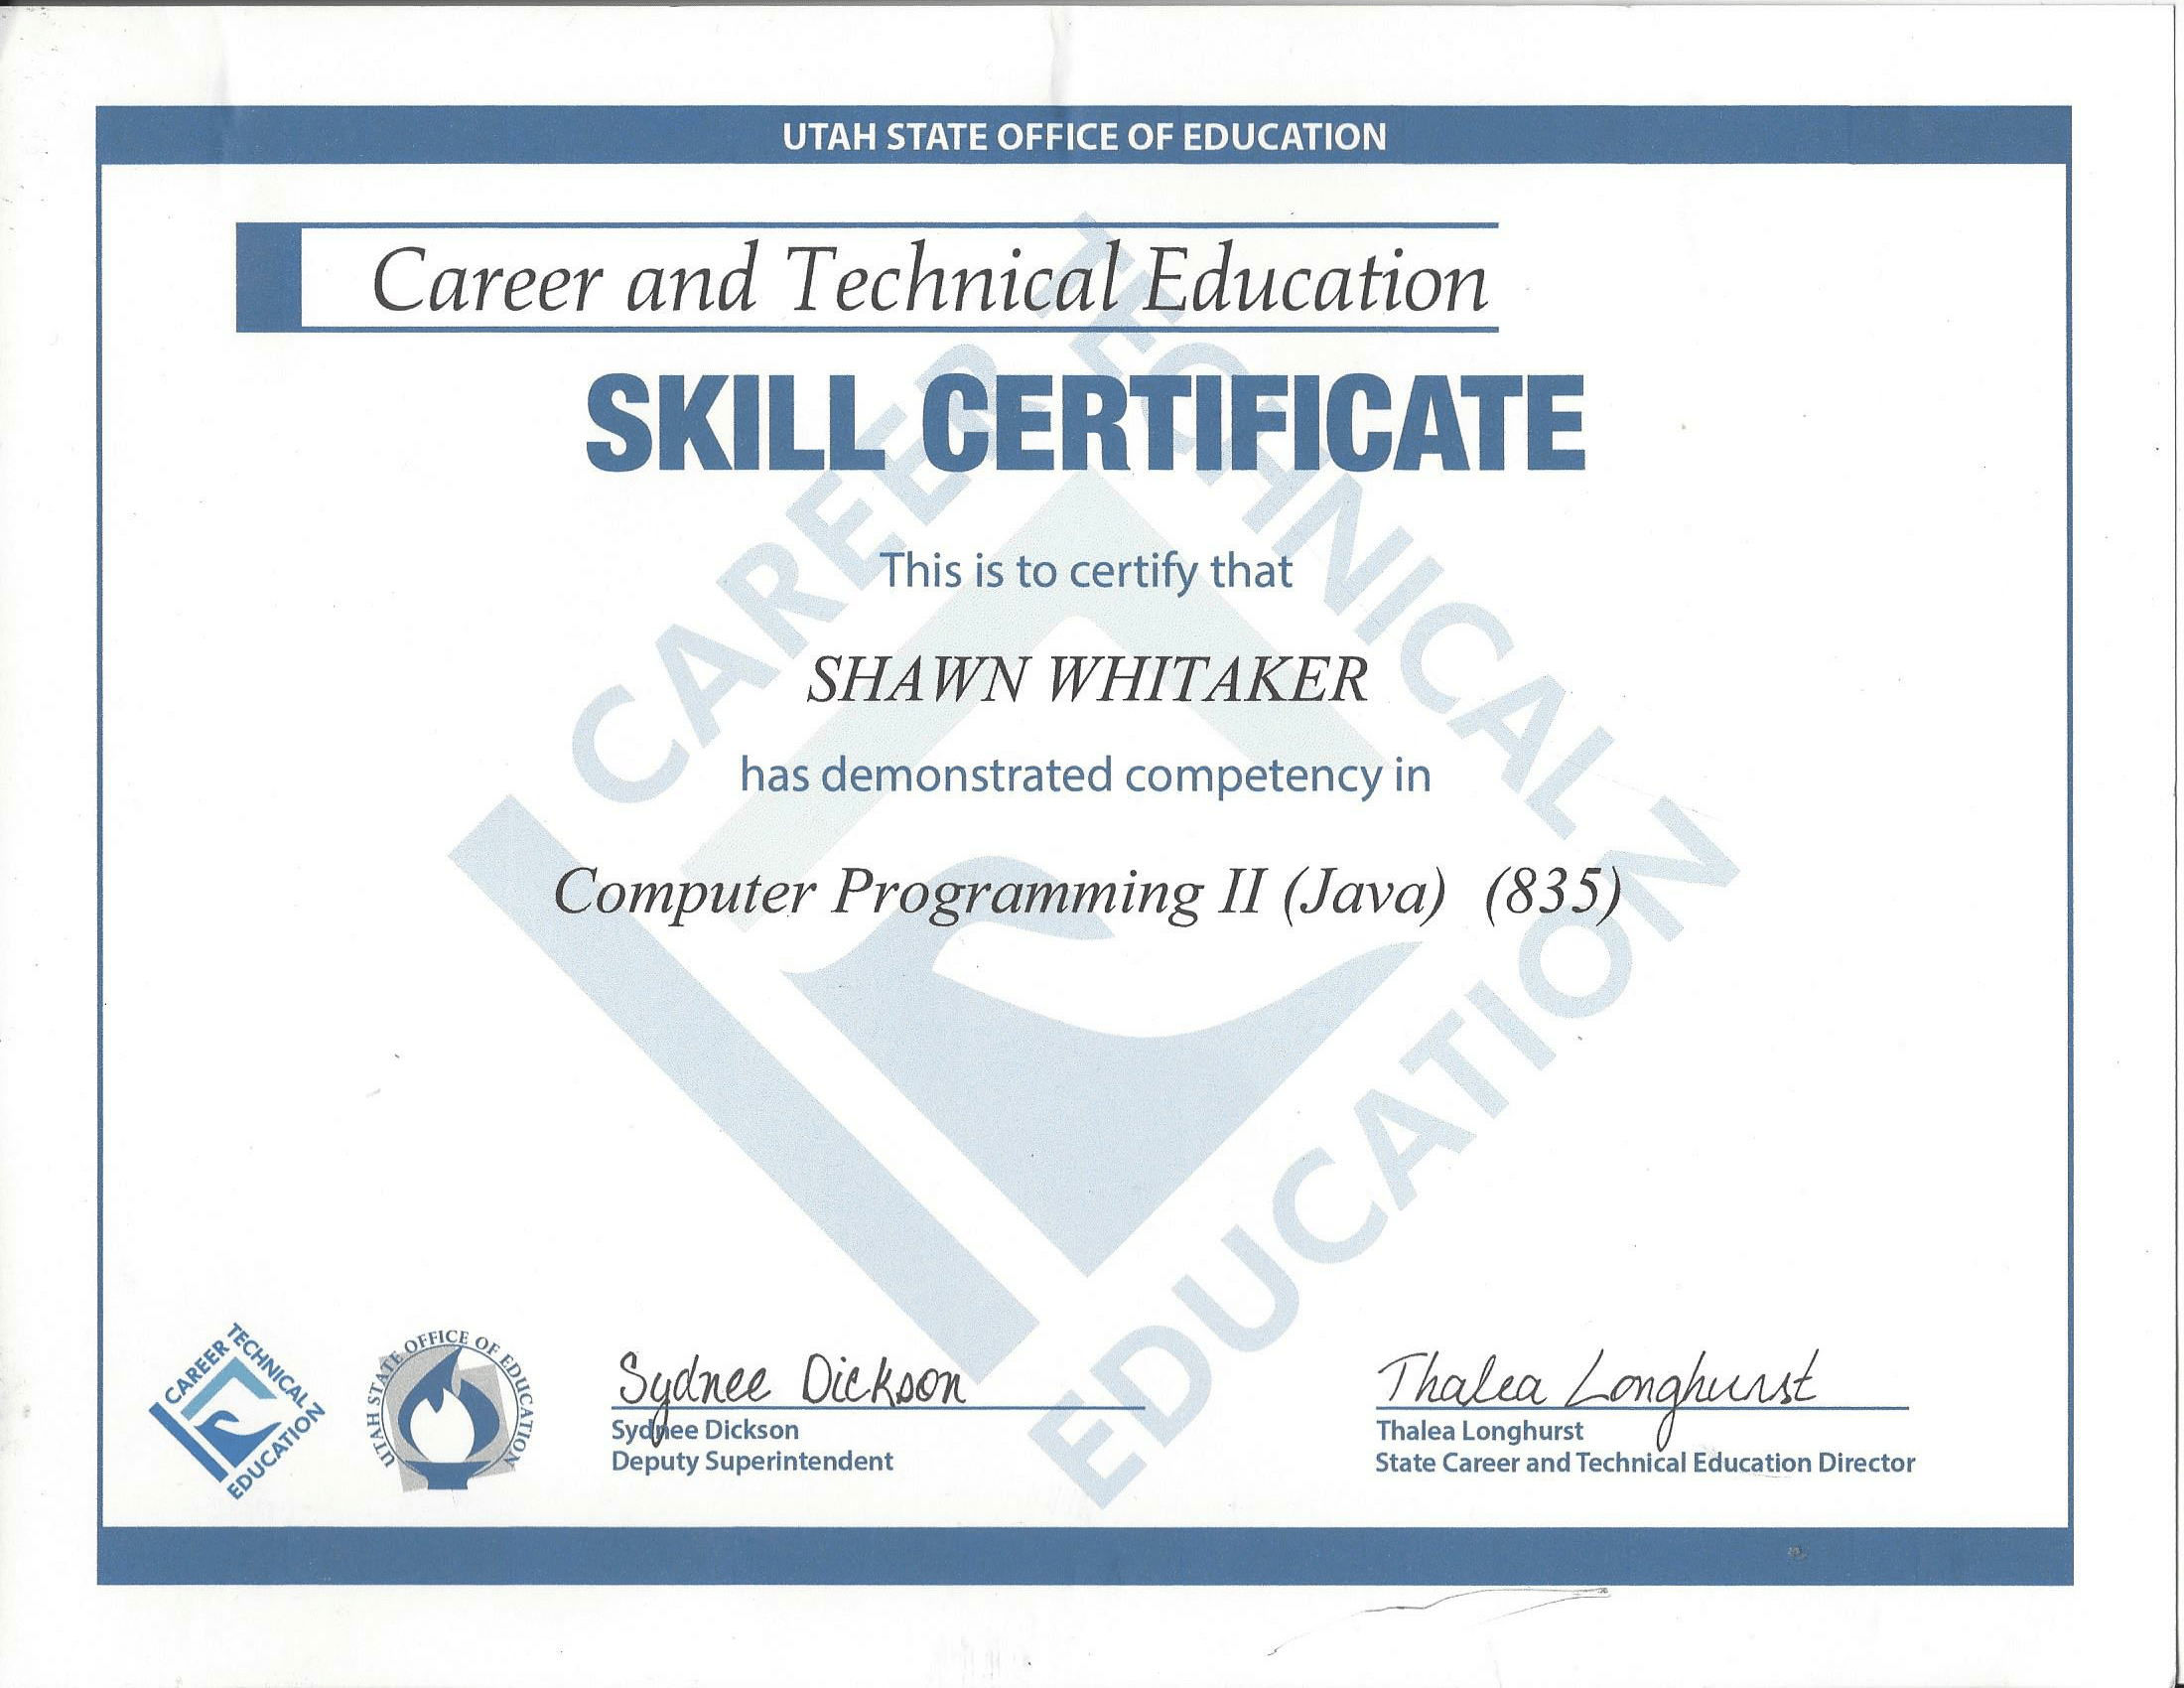 UTAH STATE OFFICE OF EDUCATION
Career and Technical Education
SKILL CERTIFICATE
This is to certify that
SHAWN WHITAKER
has demonstrated competency in
Computer Programming II (Java) (835)
CAREER TECHNICAL EDUCATION
CAREER TECHNICAL EDUCATION
UTAH STATE OFFICE OF EDUCATION
Sydnee Dickson
Sydnee Dickson
Deputy Superintendent
Thalea Longhurst
Thalea Longhurst
State Career and Technical Education Director